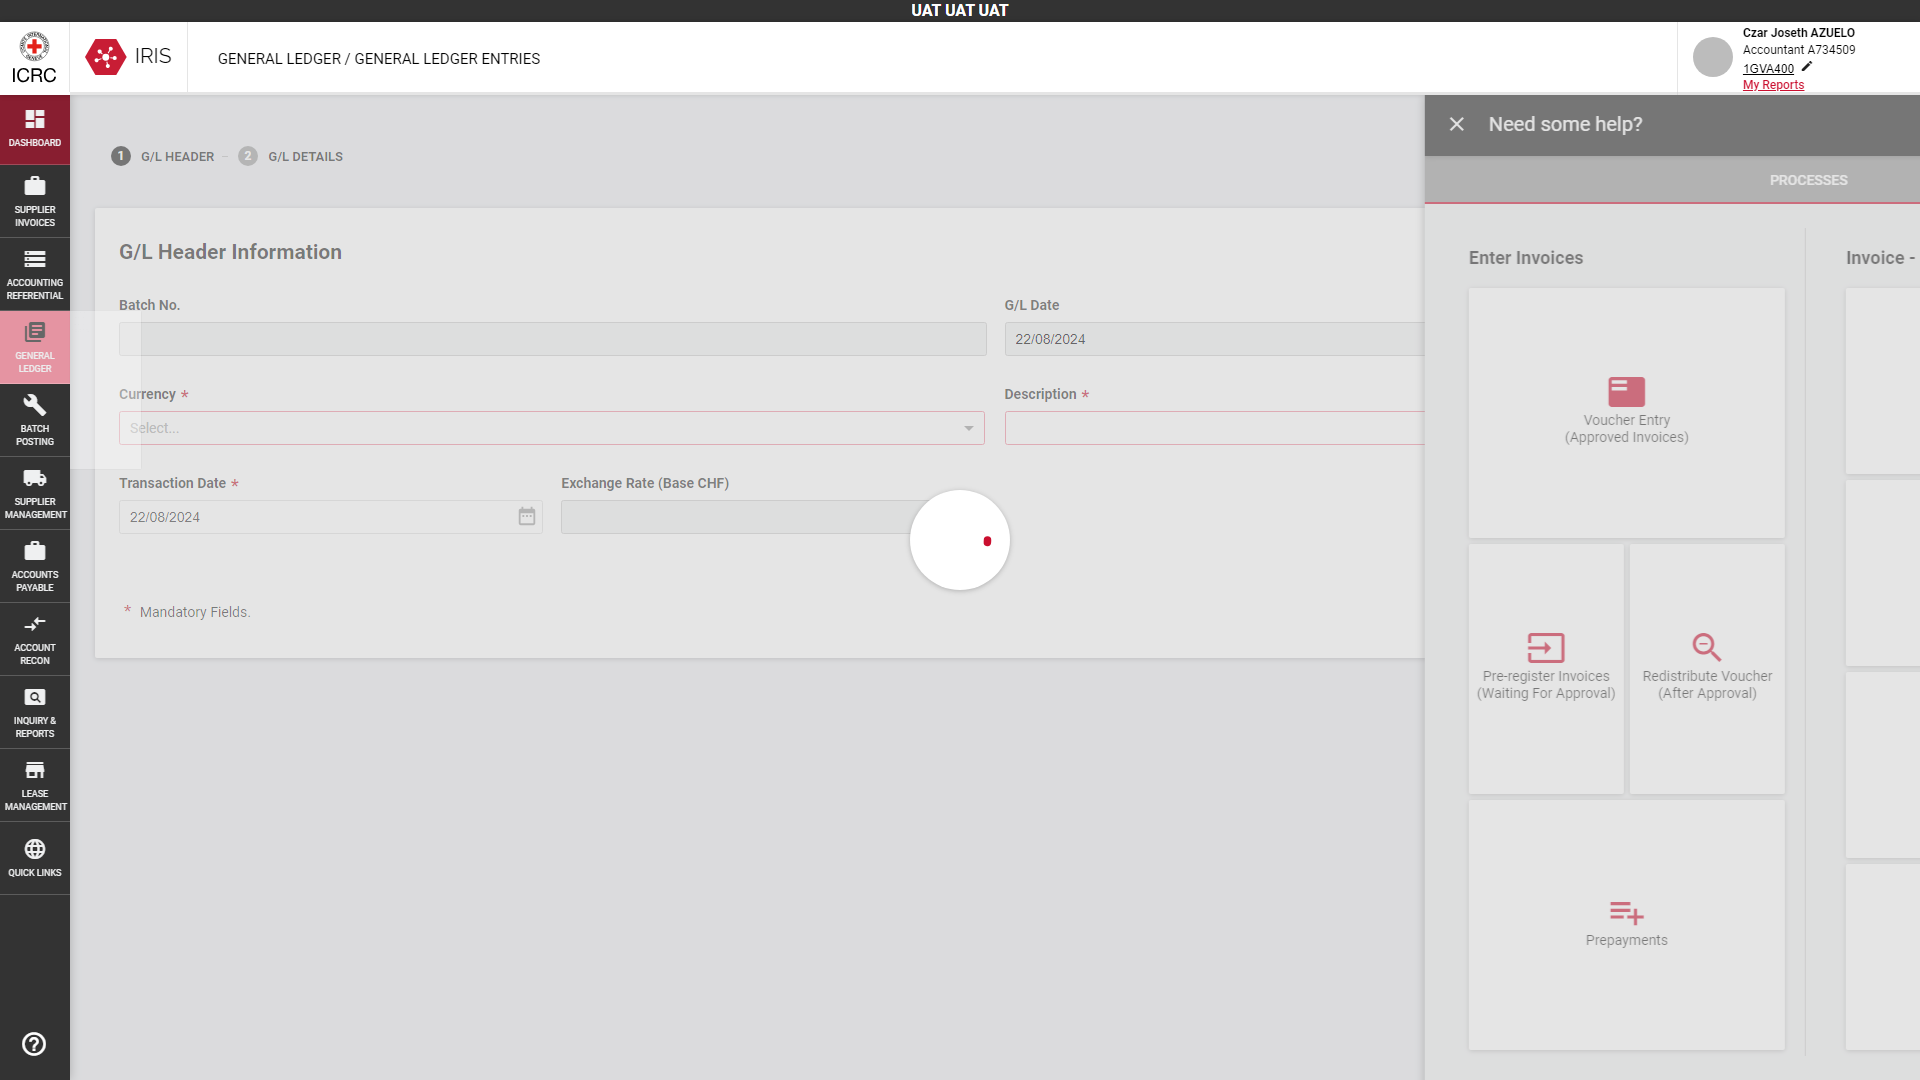 UAT UAT UAT
ICRC
IRIS
GENERAL LEDGER / GENERAL LEDGER ENTRIES
Czar Joseth AZUELO
Accountant A734509
1GVA400
My Reports
DASHBOARD
SUPPLIER
INVOICES
ACCOUNTING
REFERENTIAL
GENERAL
LEDGER
BATCH
POSTING
SUPPLIER
MANAGEMENT
ACCOUNTS
PAYABLE
ACCOUNT
RECON
INQUIRY &
REPORTS
LEASE
MANAGEMENT
QUICK LINKS
1 G/L HEADER
2 G/L DETAILS
G/L Header Information
Batch No.
G/L Date
22/08/2024
Currency *
Select...
Description *
Transaction Date *
22/08/2024
Exchange Rate (Base CHF)
* Mandatory Fields.
Need some help?
PROCESSES
Enter Invoices
Invoice -
Voucher Entry
(Approved Invoices)
Pre-register Invoices
(Waiting For Approval)
Redistribute Voucher
(After Approval)
Prepayments